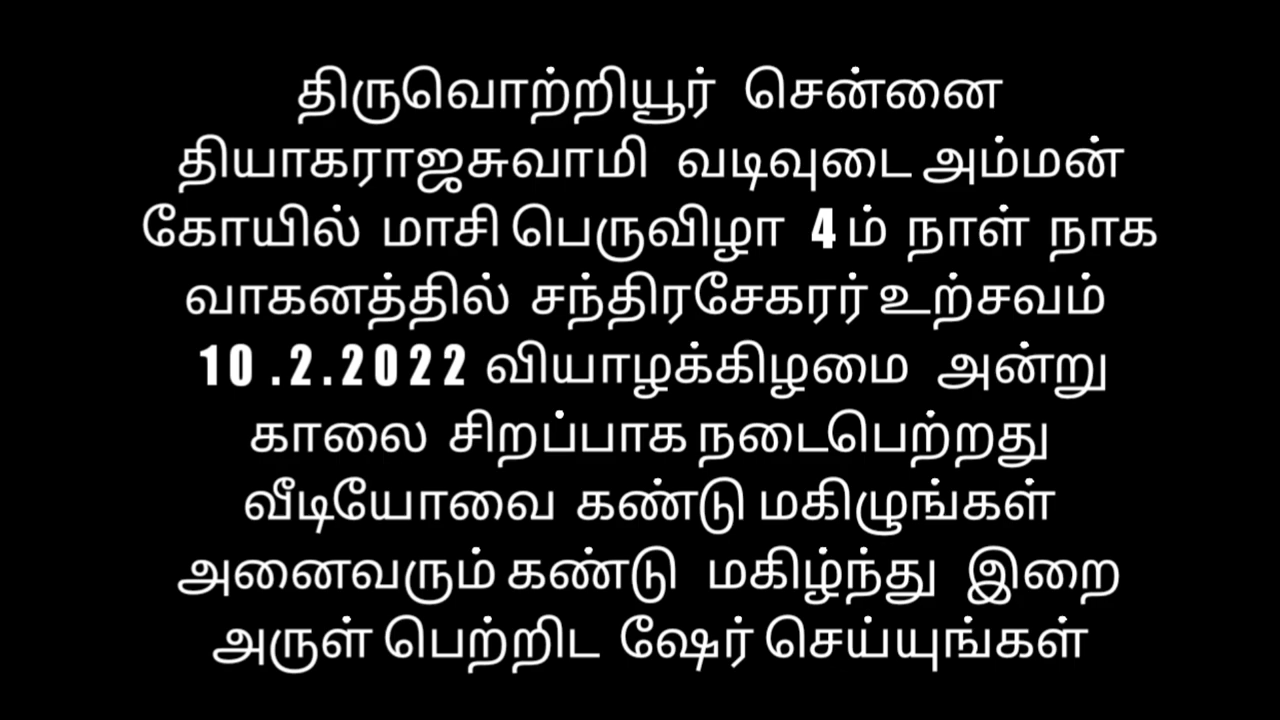 திருவொற்றியூர் சென்னை
தியாகராஜசுவாமி வடிவுடை அம்மன்
கோயில் மாசி பெருவிழா 4 ம் நாள் நாக
வாகனத்தில் சந்திரசேகரர் உற்சவம்
10 .2.2022 வியாழக்கிழமை அன்று
காலை சிறப்பாக நடைபெற்றது
வீடியோவை கண்டு மகிழுங்கள்
அனைவரும் கண்டு மகிழ்ந்து இறை
அருள் பெற்றிட ஷேர் செய்யுங்கள்